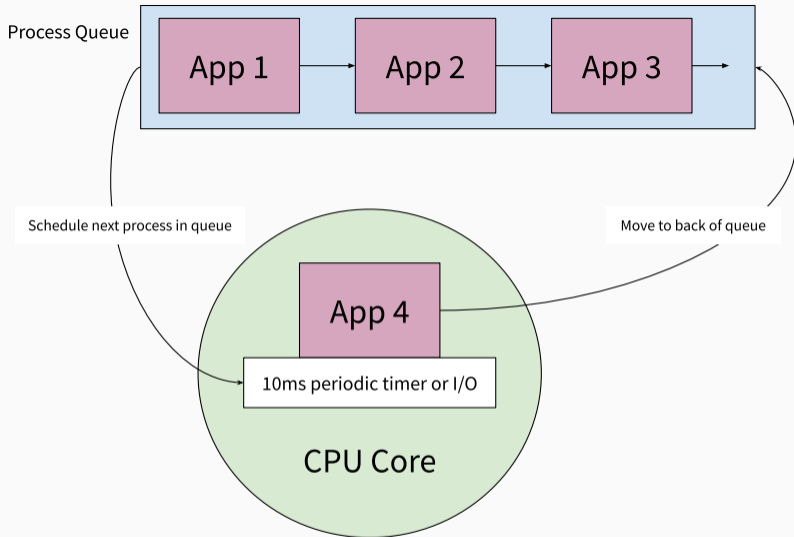 Process Queue
App 1
App 2
App 3
Schedule next process in queue
Move to back of queue
App 4
10ms periodic timer or I/O
CPU Core